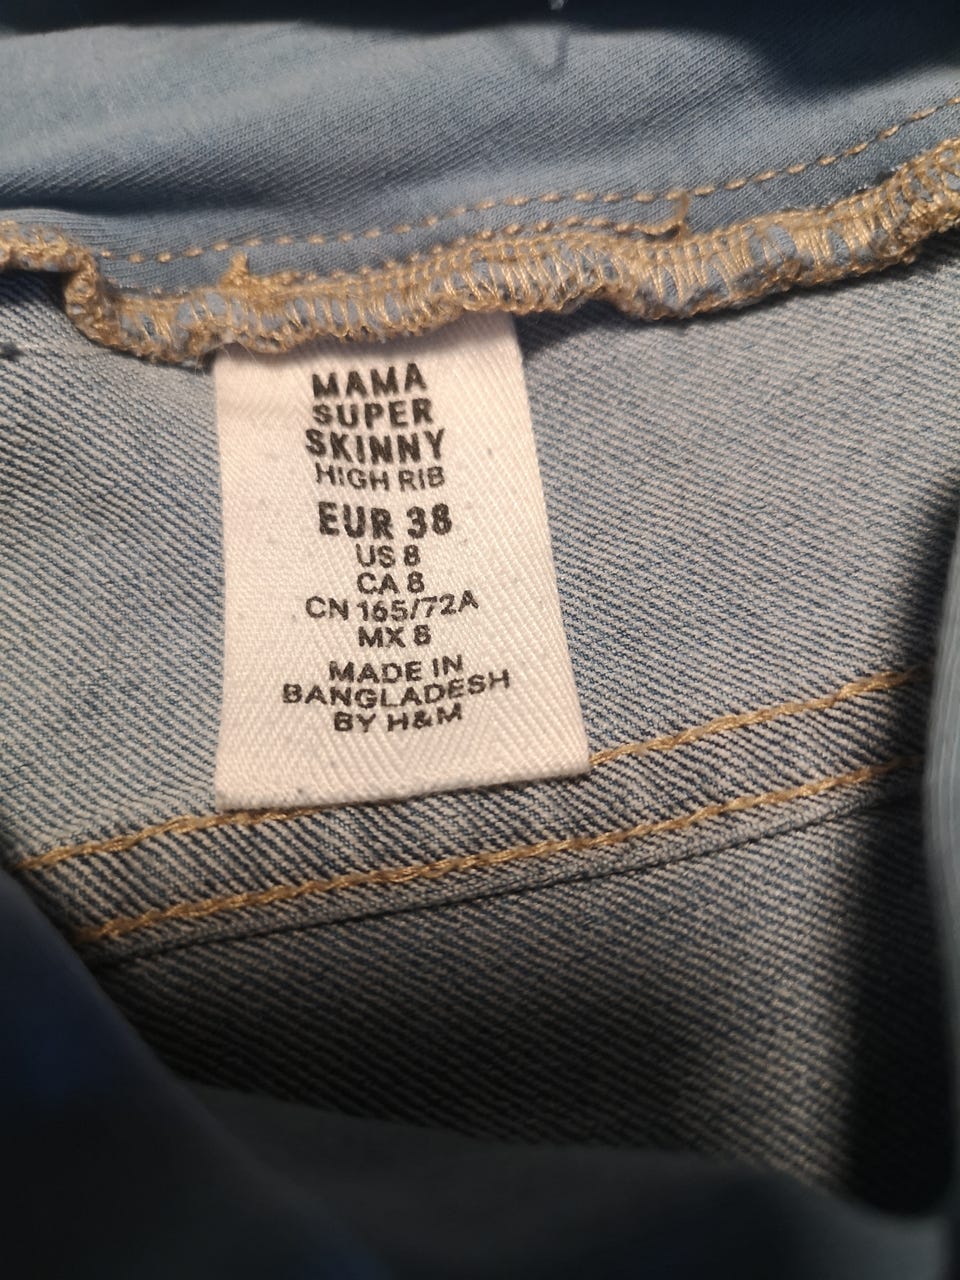 MAMA
SUPER
SKINNY
HIGH RIB
EUR 38
US 8
CA 8
CN 165/72A
MX 8
MADE IN
BANGLADESH
BY H&M